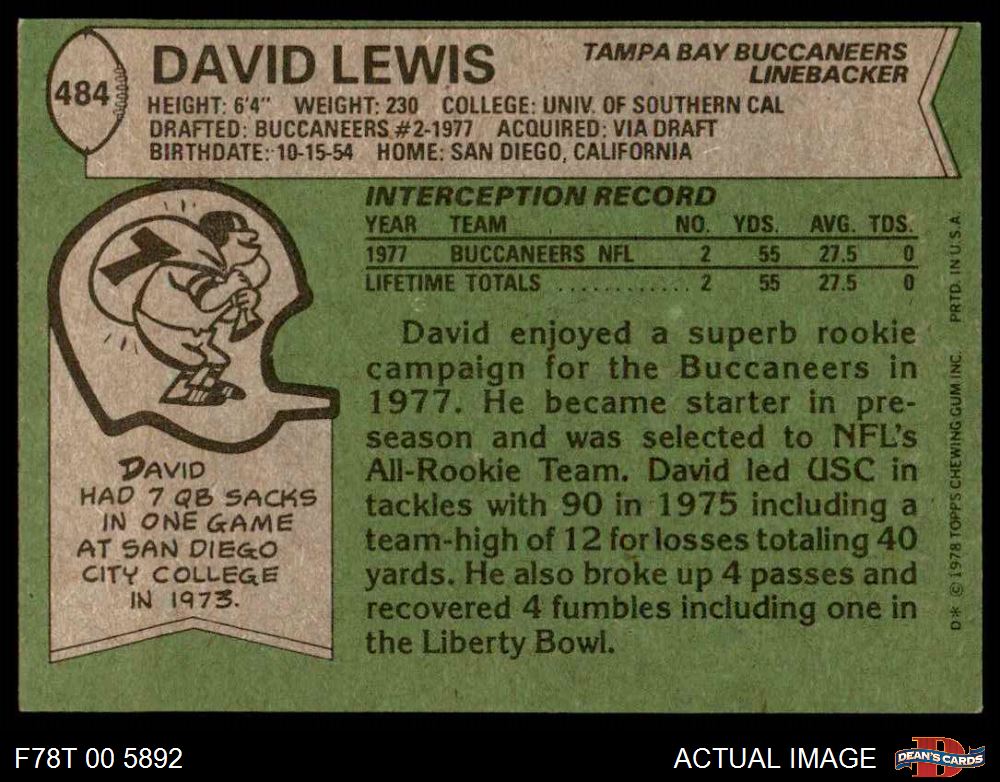 484
DAVID LEWIS
TAMPA BAY BUCCANEERS
LINEBACKER
HEIGHT: 6'4" WEIGHT: 230 COLLEGE: UNIV. OF SOUTHERN CAL
DRAFTED: BUCCANEERS #2-1977 ACQUIRED: VIA DRAFT
BIRTHDATE: 10-15-54 HOME: SAN DIEGO, CALIFORNIA
INTERCEPTION RECORD
YEAR TEAM NO. YDS. AVG. TDS.
1977 BUCCANEERS NFL 2 55 27.5 0
LIFETIME TOTALS ............ 2 55 27.5 0
David enjoyed a superb rookie
campaign for the Buccaneers in
1977. He became starter in pre-
season and was selected to NFL's
All-Rookie Team. David led USC in
tackles with 90 in 1975 including a
team-high of 12 for losses totaling 40
yards. He also broke up 4 passes and
recovered 4 fumbles including one in
the Liberty Bowl.
7
DAVID
HAD 7 QB SACKS
IN ONE GAME
AT SAN DIEGO
CITY COLLEGE
IN 1973.
D* © 1978 TOPPS CHEWING GUM INC. PRTD. IN U.S.A.
F78T 00 5892
ACTUAL IMAGE
D
DEAN'S CARDS